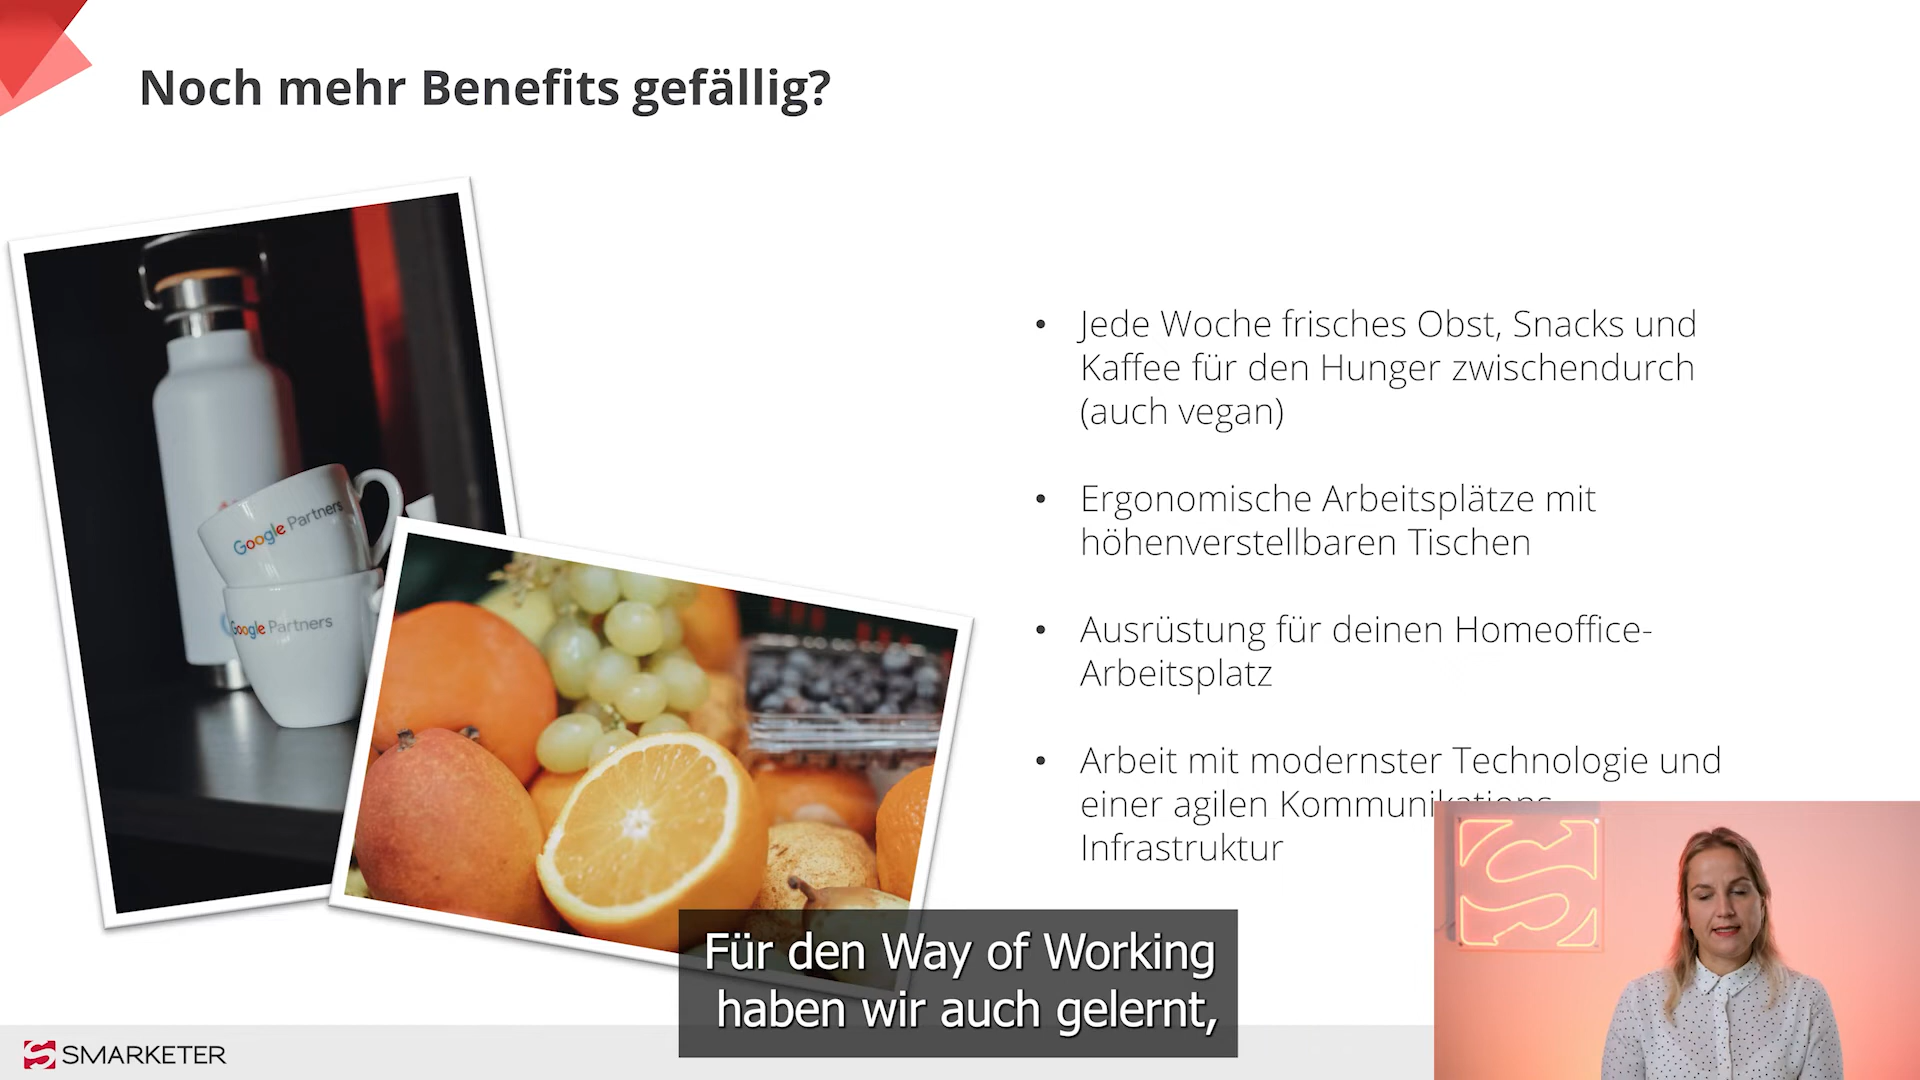 Noch mehr Benefits gefällig?
Google Partners
Google Partners
• Jede Woche frisches Obst, Snacks und
Kaffee für den Hunger zwischendurch
(auch vegan)
• Ergonomische Arbeitsplätze mit
höhenverstellbaren Tischen
• Ausrüstung für deinen Homeoffice-
Arbeitsplatz
• Arbeit mit modernster Technologie und
einer agilen Kommunikations
Infrastruktur
Für den Way of Working
haben wir auch gelernt,
SMARKETER